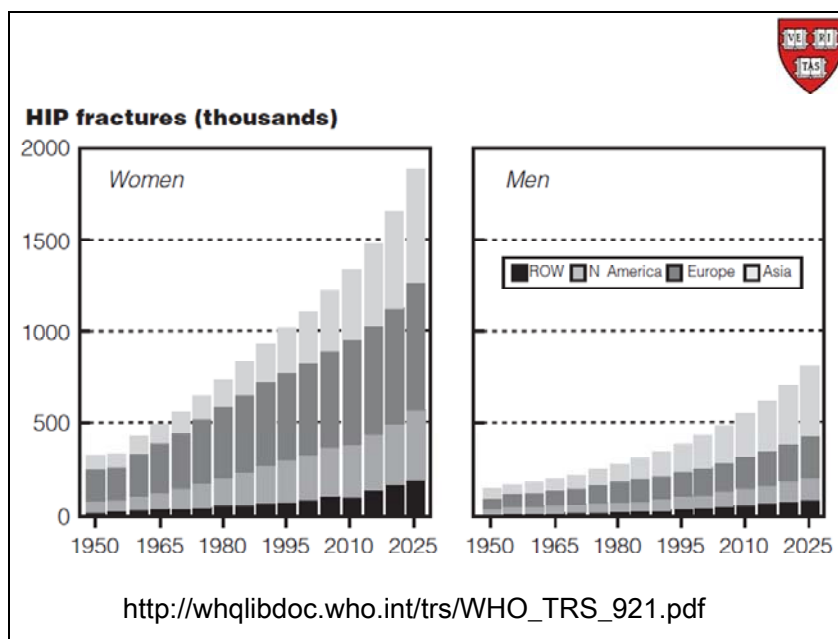 VE RI
TAS
HIP fractures (thousands)
2000
1500
1000
500
0
Women
1950 1965 1980 1995 2010 2025
Men
ROW N America Europe Asia
1950 1965 1980 1995 2010 2025
http://whqlibdoc.who.int/trs/WHO_TRS_921.pdf